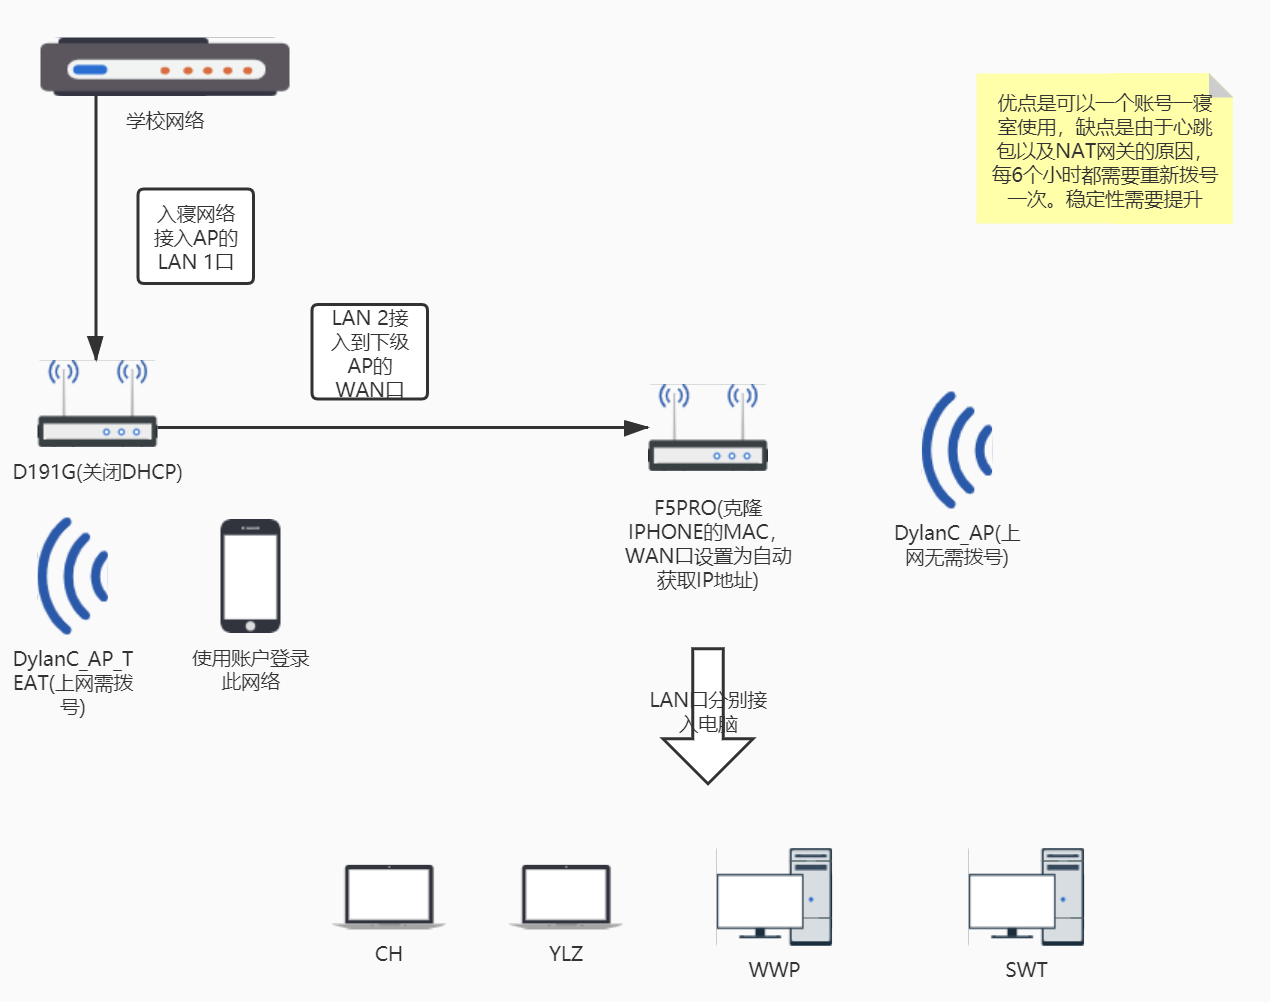 学校网络
优点是可以一个账号一寝
室使用，缺点是由于心跳
包以及NAT网关的原因，
每6个小时都需要重新拨号
一次。稳定性需要提升
入寝网络
接入AP的
LAN 1口
LAN 2接
入到下级
AP的
WAN口
D191G(关闭DHCP)
F5PRO(克隆
IPHONE的MAC，
WAN口设置为自动
获取IP地址)
DylanC_AP(上
网无需拨号)
DylanC_AP_T
EAT(上网需拨
号)
使用账户登录
此网络
LAN口分别接
入电脑
CH
YLZ
WWP
SWT